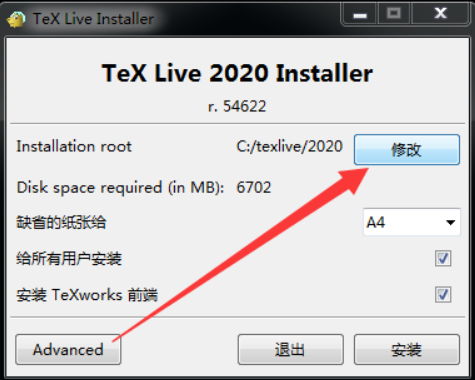 TeX Live Installer
TeX Live 2020 Installer
r. 54622
Installation root C:/texlive/2020 修改
Disk space required (in MB): 6702
缺省的纸张给 A4
给所有用户安装
安装 TeXworks 前端
Advanced 退出 安装